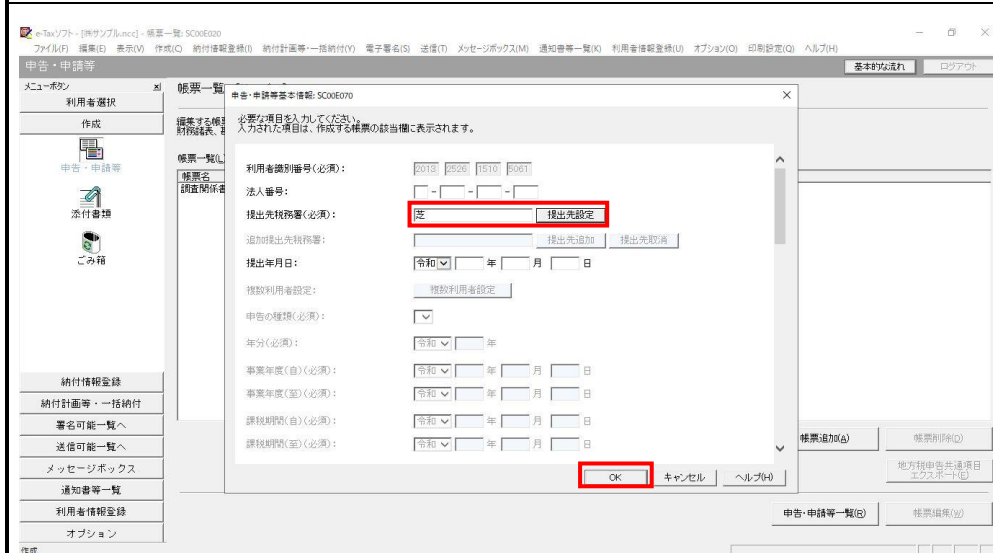 e-Taxソフト - [㈱サンプル.ncc] - 帳票一覧: SC00E020
ファイル(F) 編集(E) 表示(V) 作成(C) 納付情報登録(I) 納付計画等・一括納付(Y) 電子署名(S) 送信(T) メッセージボックス(M) 通知書等一覧(K) 利用者情報登録(U) オプション(O) 印刷設定(Q) ヘルプ(H)
申告・申請等
基本的な流れ
ログアウト
メニューボタン
利用者選択
作成
申告・申請等
添付書類
ごみ箱
納付情報登録
納付計画等・一括納付
署名可能一覧へ
送信可能一覧へ
メッセージボックス
通知書等一覧
利用者情報登録
オプション
帳票一覧
編集する帳票
財務諸表、
帳票一覧(L)
帳票名
調査関係書
申告・申請等基本情報: SC00E070
必要な項目を入力してください。
入力された項目は、作成する帳票の該当欄に表示されます。
利用者識別番号(必須): 2013 2526 1510 5061
法人番号: - - -
提出先税務署(必須): 芝 提出先設定
追加提出先税務署: 提出先追加 提出先取消
提出年月日: 令和 年 月 日
複数利用者設定: 複数利用者設定
申告の種類(必須):
年分(必須): 令和 年
事業年度(自)(必須): 令和 年 月 日
事業年度(至)(必須): 令和 年 月 日
課税期間(自)(必須): 令和 年 月 日
課税期間(至)(必須): 令和 年 月 日
OK キャンセル ヘルプ(H)
帳票追加(A) 帳票削除(D)
地方税申告共通項目
エクスポート(E)
申告・申請等一覧(R) 帳票編集(W)
作成